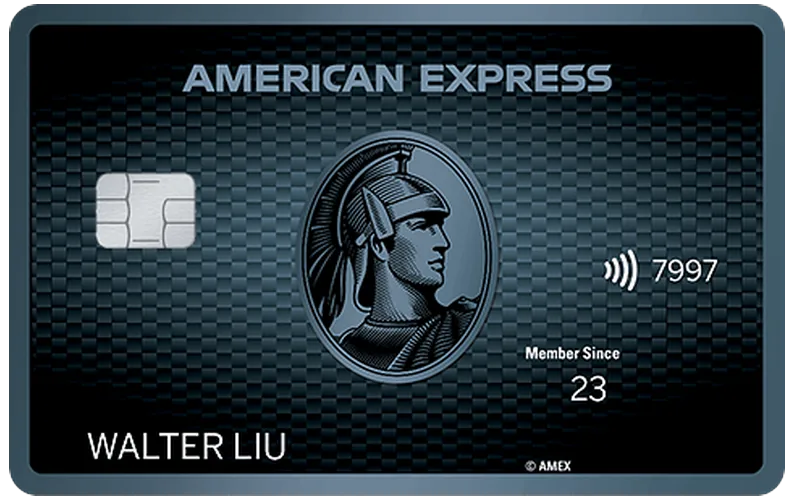 AMERICAN EXPRESS
7997
Member Since
23
WALTER LIU
© AMEX